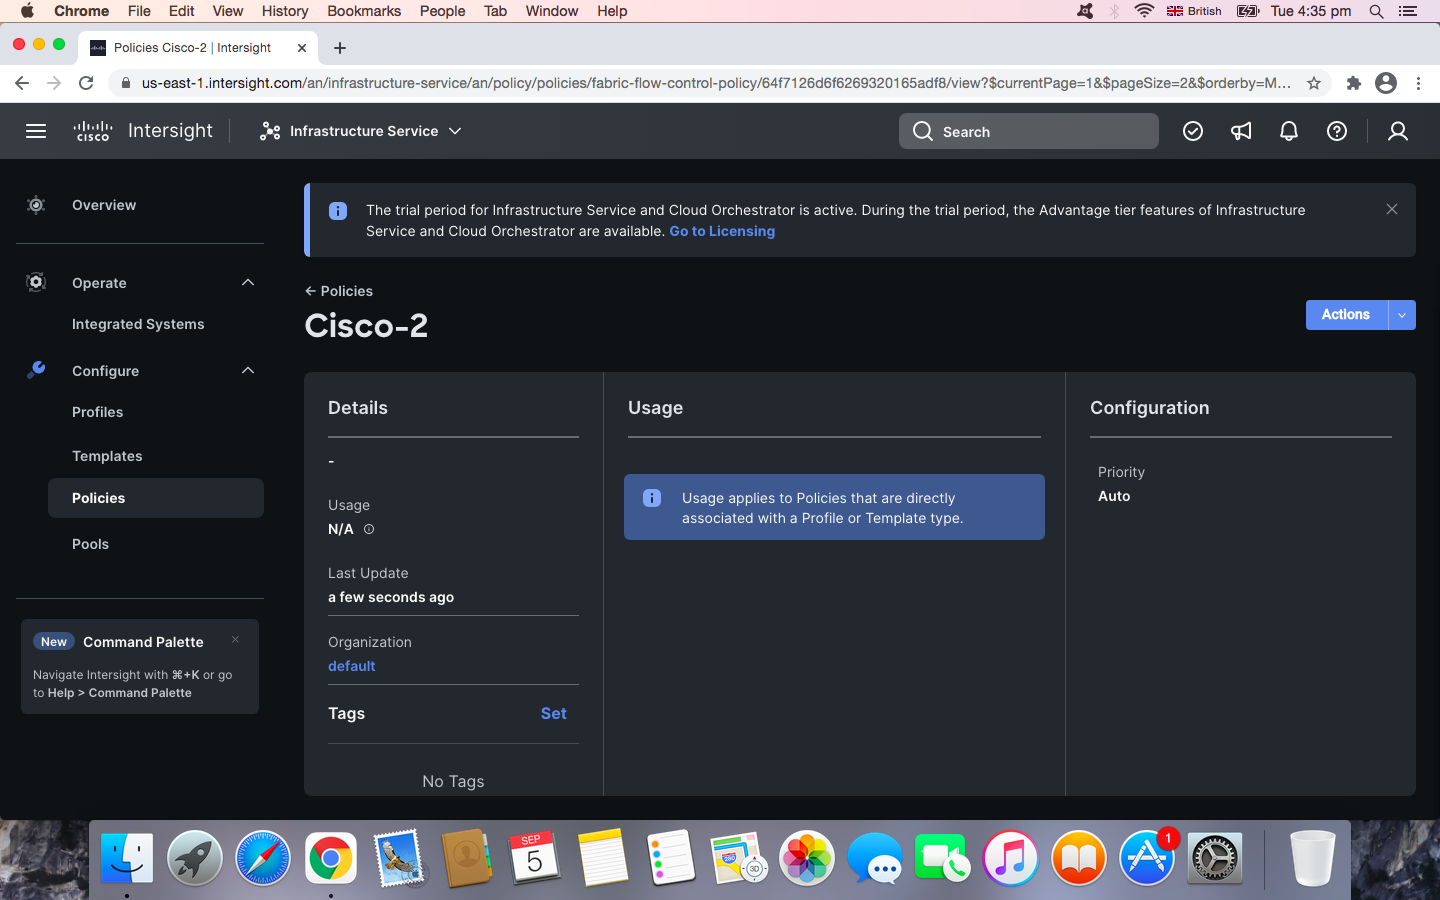 Chrome File Edit View History Bookmarks People Tab Window Help British Tue 4:35 pm
Policies Cisco-2 | Intersight
us-east-1.intersight.com/an/infrastructure-service/an/policy/policies/fabric-flow-control-policy/64f7126d6f6269320165adf8/view?$currentPage=1&$pageSize=2&$orderby=M...
CISCO Intersight Infrastructure Service Search
Overview
Operate
Integrated Systems
Configure
Profiles
Templates
Policies
Pools
New Command Palette
Navigate Intersight with ⌘+K or go
to Help > Command Palette
The trial period for Infrastructure Service and Cloud Orchestrator is active. During the trial period, the Advantage tier features of Infrastructure
Service and Cloud Orchestrator are available. Go to Licensing
← Policies
Cisco-2
Actions
Details
-
Usage
N/A
Last Update
a few seconds ago
Organization
default
Tags Set
No Tags
Usage
Usage applies to Policies that are directly
associated with a Profile or Template type.
Configuration
Priority
Auto
SEP
5
280
3D
1